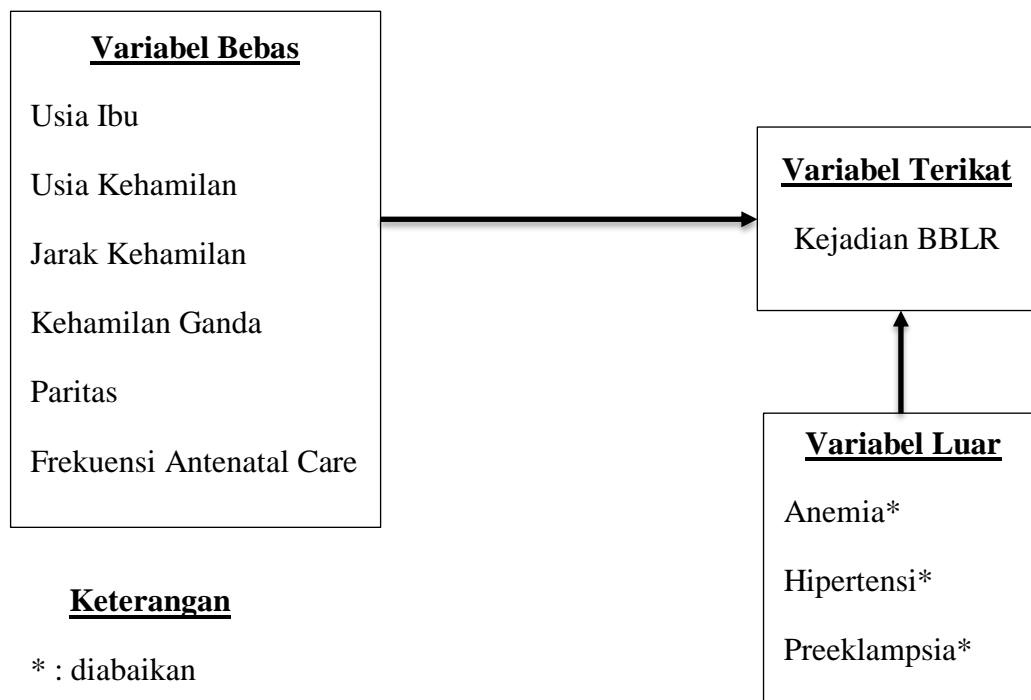 Variabel Bebas
Usia Ibu
Usia Kehamilan
Jarak Kehamilan
Kehamilan Ganda
Paritas
Frekuensi Antenatal Care
Variabel Terikat
Kejadian BBLR
Variabel Luar
Anemia*
Hipertensi*
Preeklampsia*
Keterangan
* : diabaikan